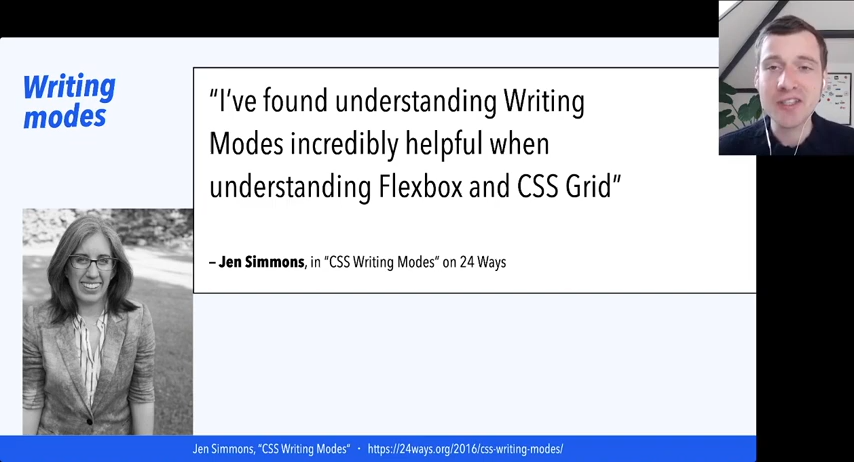 Writing
modes
“I’ve found understanding Writing
Modes incredibly helpful when
understanding Flexbox and CSS Grid”
– Jen Simmons, in “CSS Writing Modes” on 24 Ways
Jen Simmons, “CSS Writing Modes” · https://24ways.org/2016/css-writing-modes/